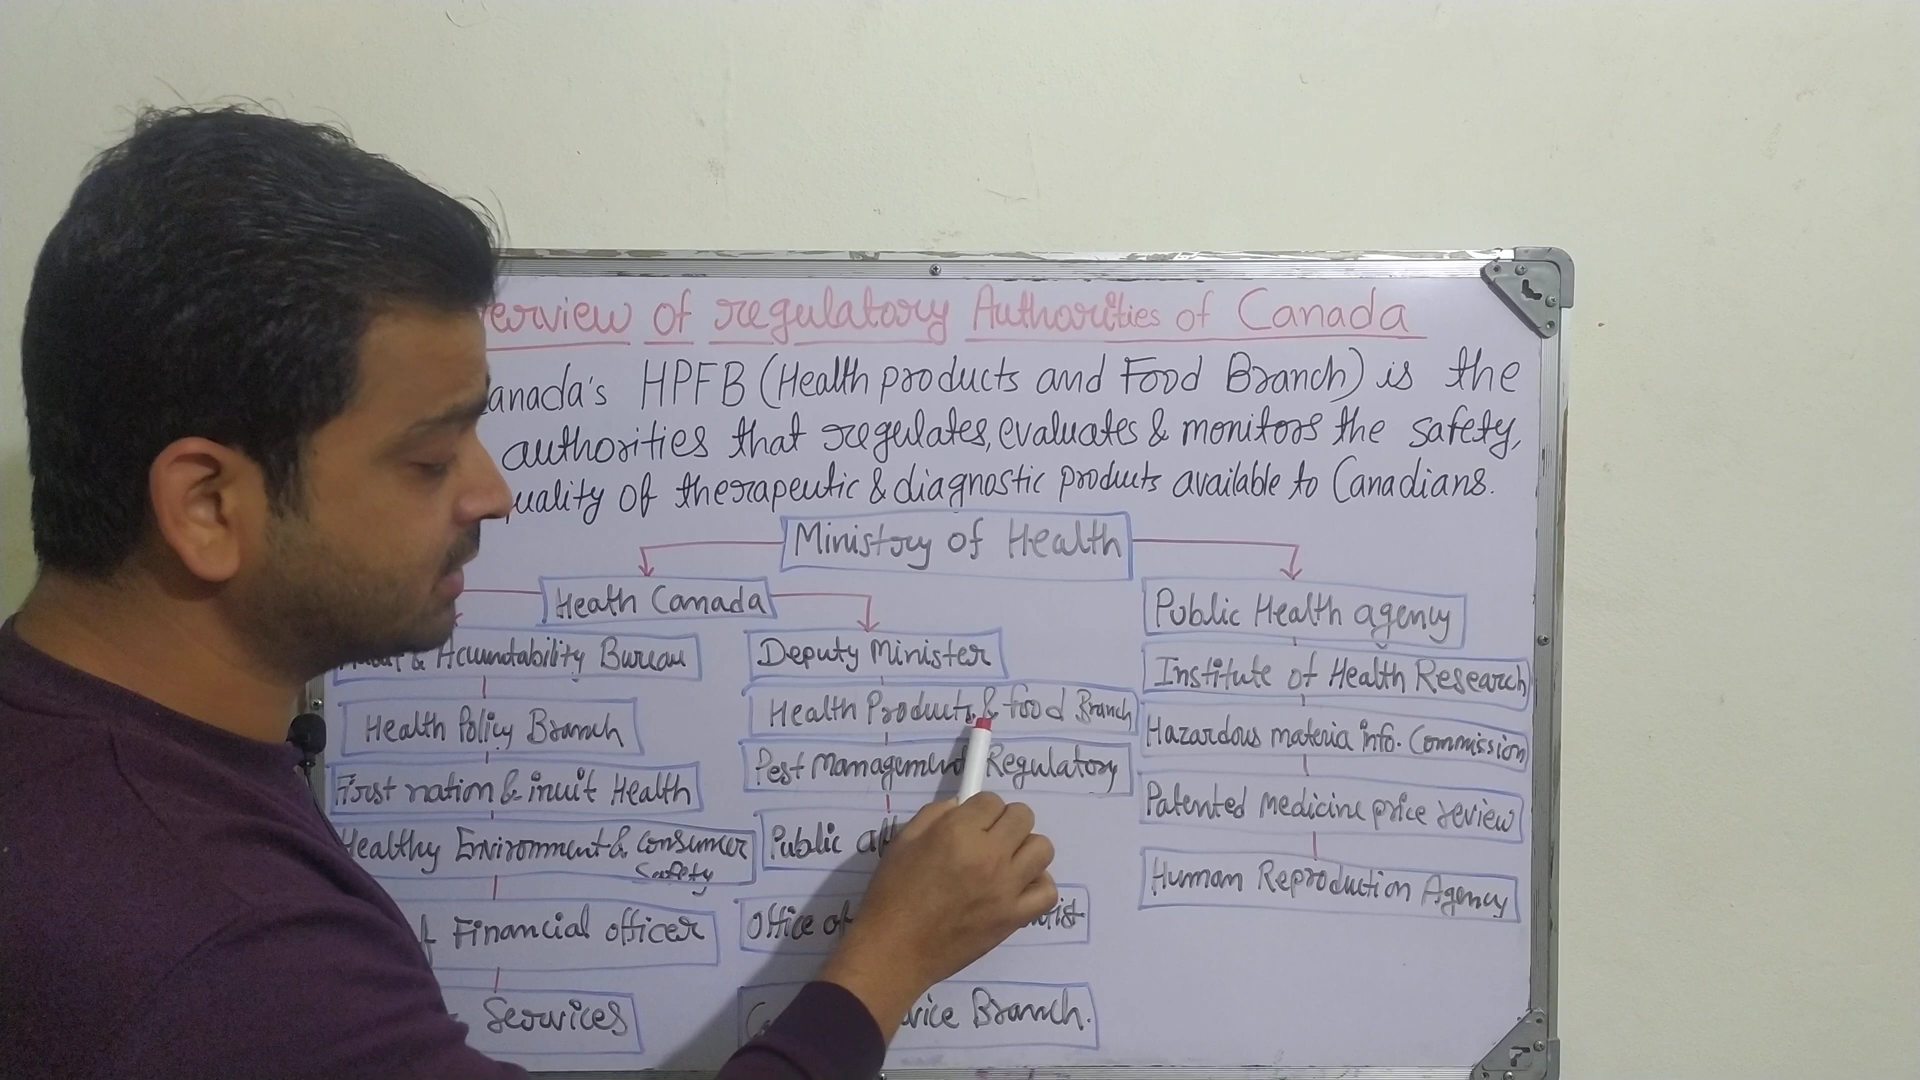 of regulatory Authorities of Canada
HPFB (Health products and Food Branch) is the
authorities that regulates, evaluates & monitors the safety,
of therapeutic & diagnostic products available to Canadians.
Ministry of Health
Heath Canada
Public Health agency
& Accuntability Bureau
Health Policy Branch
First nation & inuit Health
Healthy Environment & Consumer
Safety
Financial officer
Services
Deputy Minister
Health Products & food Branch
Pest Management Regulatory
Public
Office of
Branch.
Institute of Health Research
Hazardous materia info. Commission
Patented medicine price review
Human Reproduction Agency